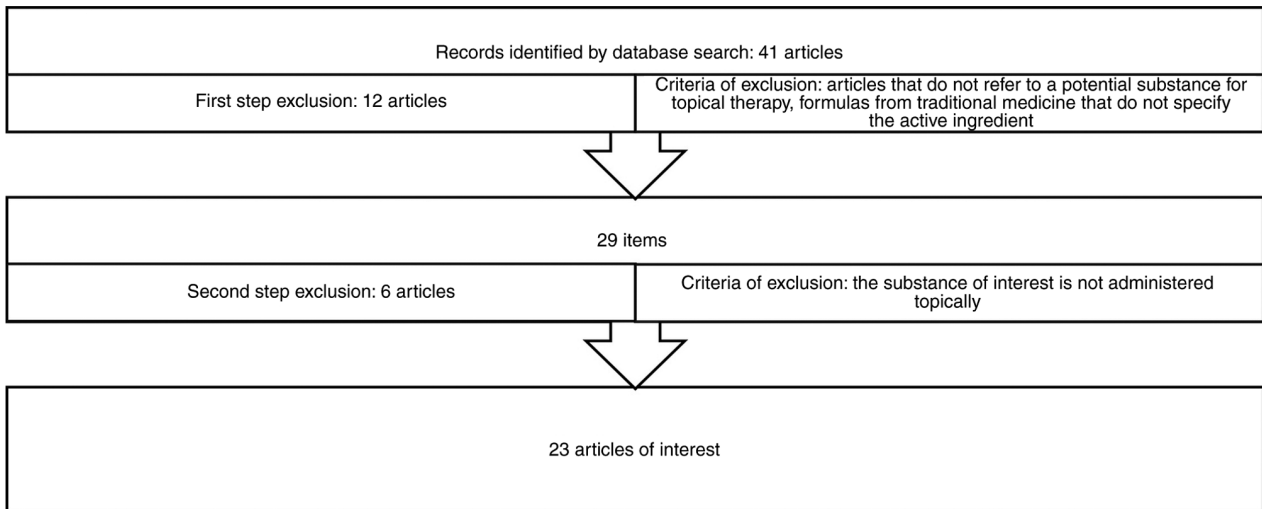 Records identified by database search: 41 articles
First step exclusion: 12 articles
Criteria of exclusion: articles that do not refer to a potential substance for
topical therapy, formulas from traditional medicine that do not specify
the active ingredient
29 items
Second step exclusion: 6 articles
Criteria of exclusion: the substance of interest is not administered
topically
23 articles of interest